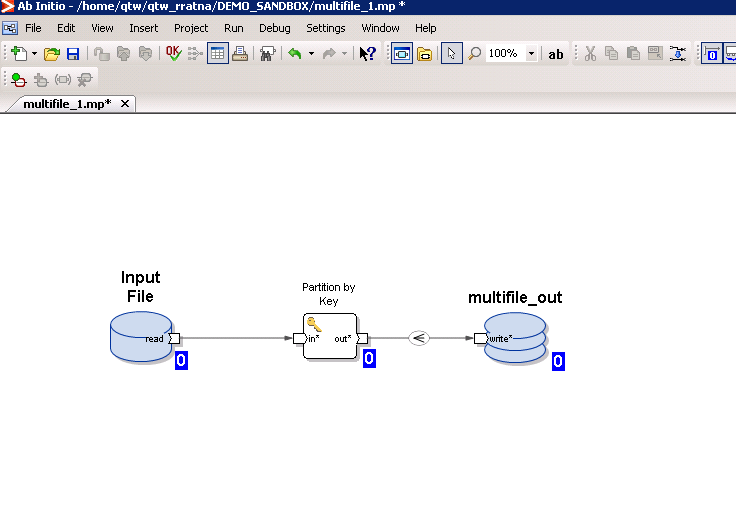 Ab Initio - /home/qtw/qtw_rratna/DEMO_SANDBOX/multifile_1.mp *
File Edit View Insert Project Run Debug Settings Window Help
OK 100% ab ? 0
multifile_1.mp* ✕
Input
File
read
0
Partition by
Key
in* out*
0
<
multifile_out
write*
0